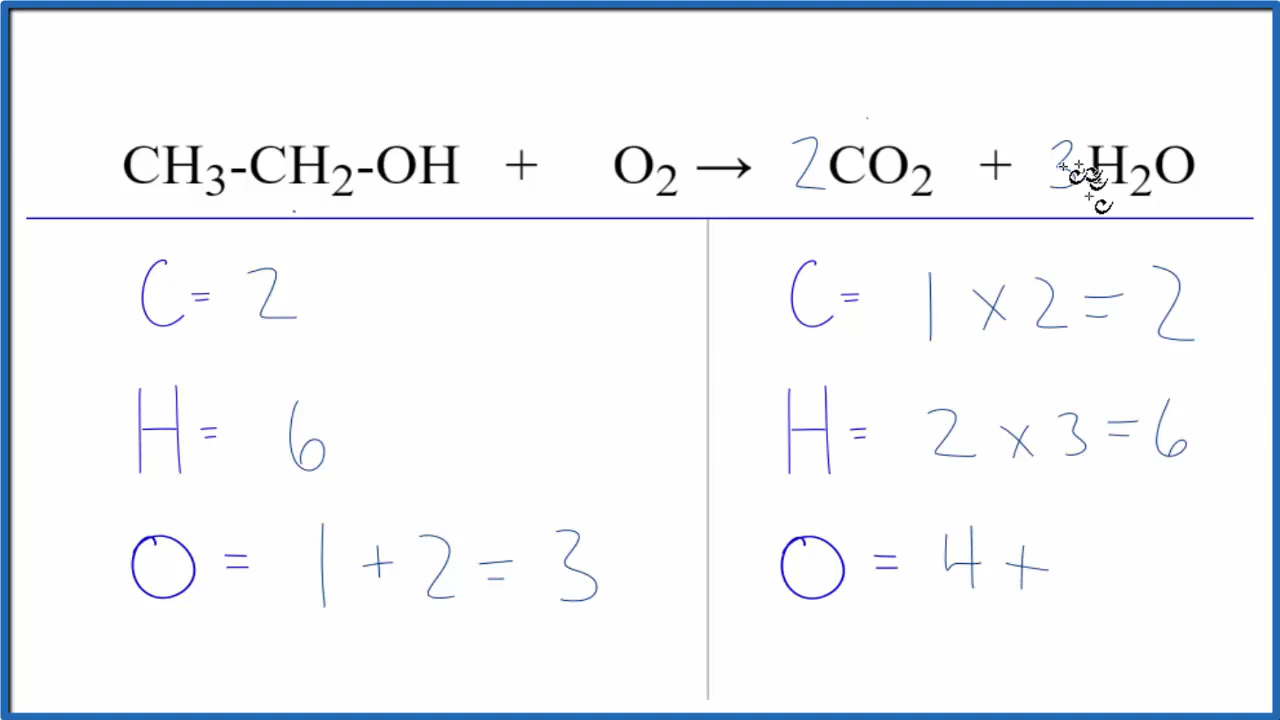 CH₃-CH₂-OH + O₂ → 2CO₂ + 3H₂O
C = 2
H = 6
O = 1 + 2 = 3
C = 1 x 2 = 2
H = 2 x 3 = 6
O = 4 +